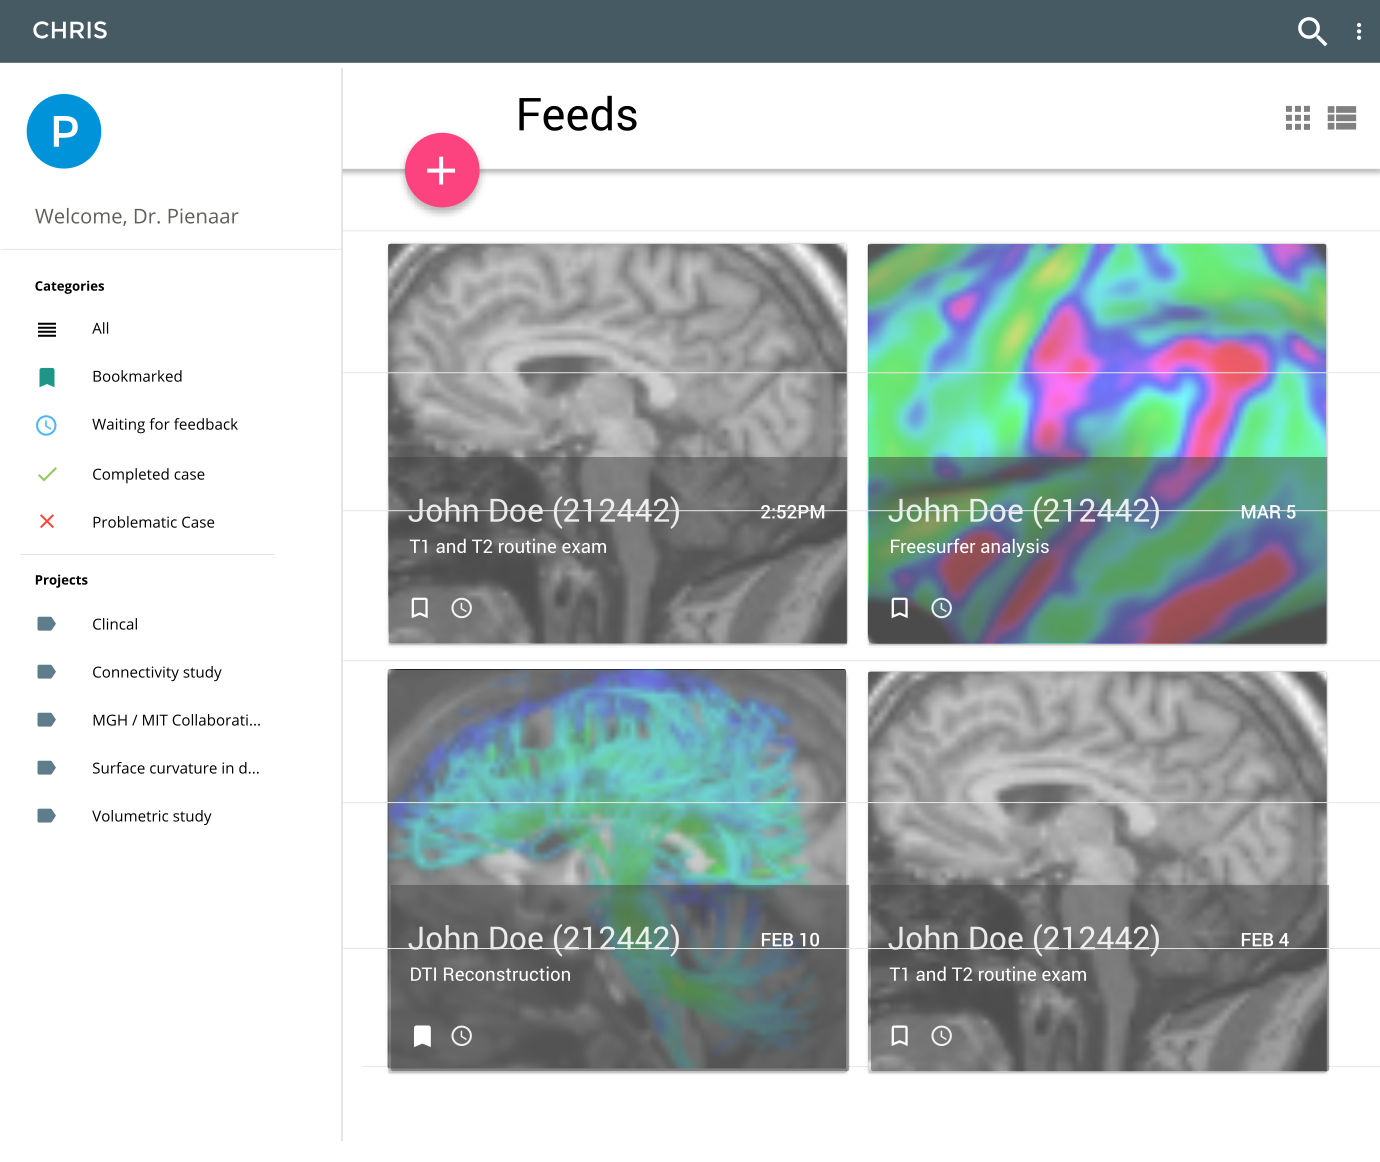 CHRIS
P
Welcome, Dr. Pienaar
Categories
All
Bookmarked
Waiting for feedback
Completed case
Problematic Case
Projects
Clincal
Connectivity study
MGH / MIT Collaborati...
Surface curvature in d...
Volumetric study
Feeds
John Doe (212442) 2:52PM
T1 and T2 routine exam
John Doe (212442) MAR 5
Freesurfer analysis
John Doe (212442) FEB 10
DTI Reconstruction
John Doe (212442) FEB 4
T1 and T2 routine exam